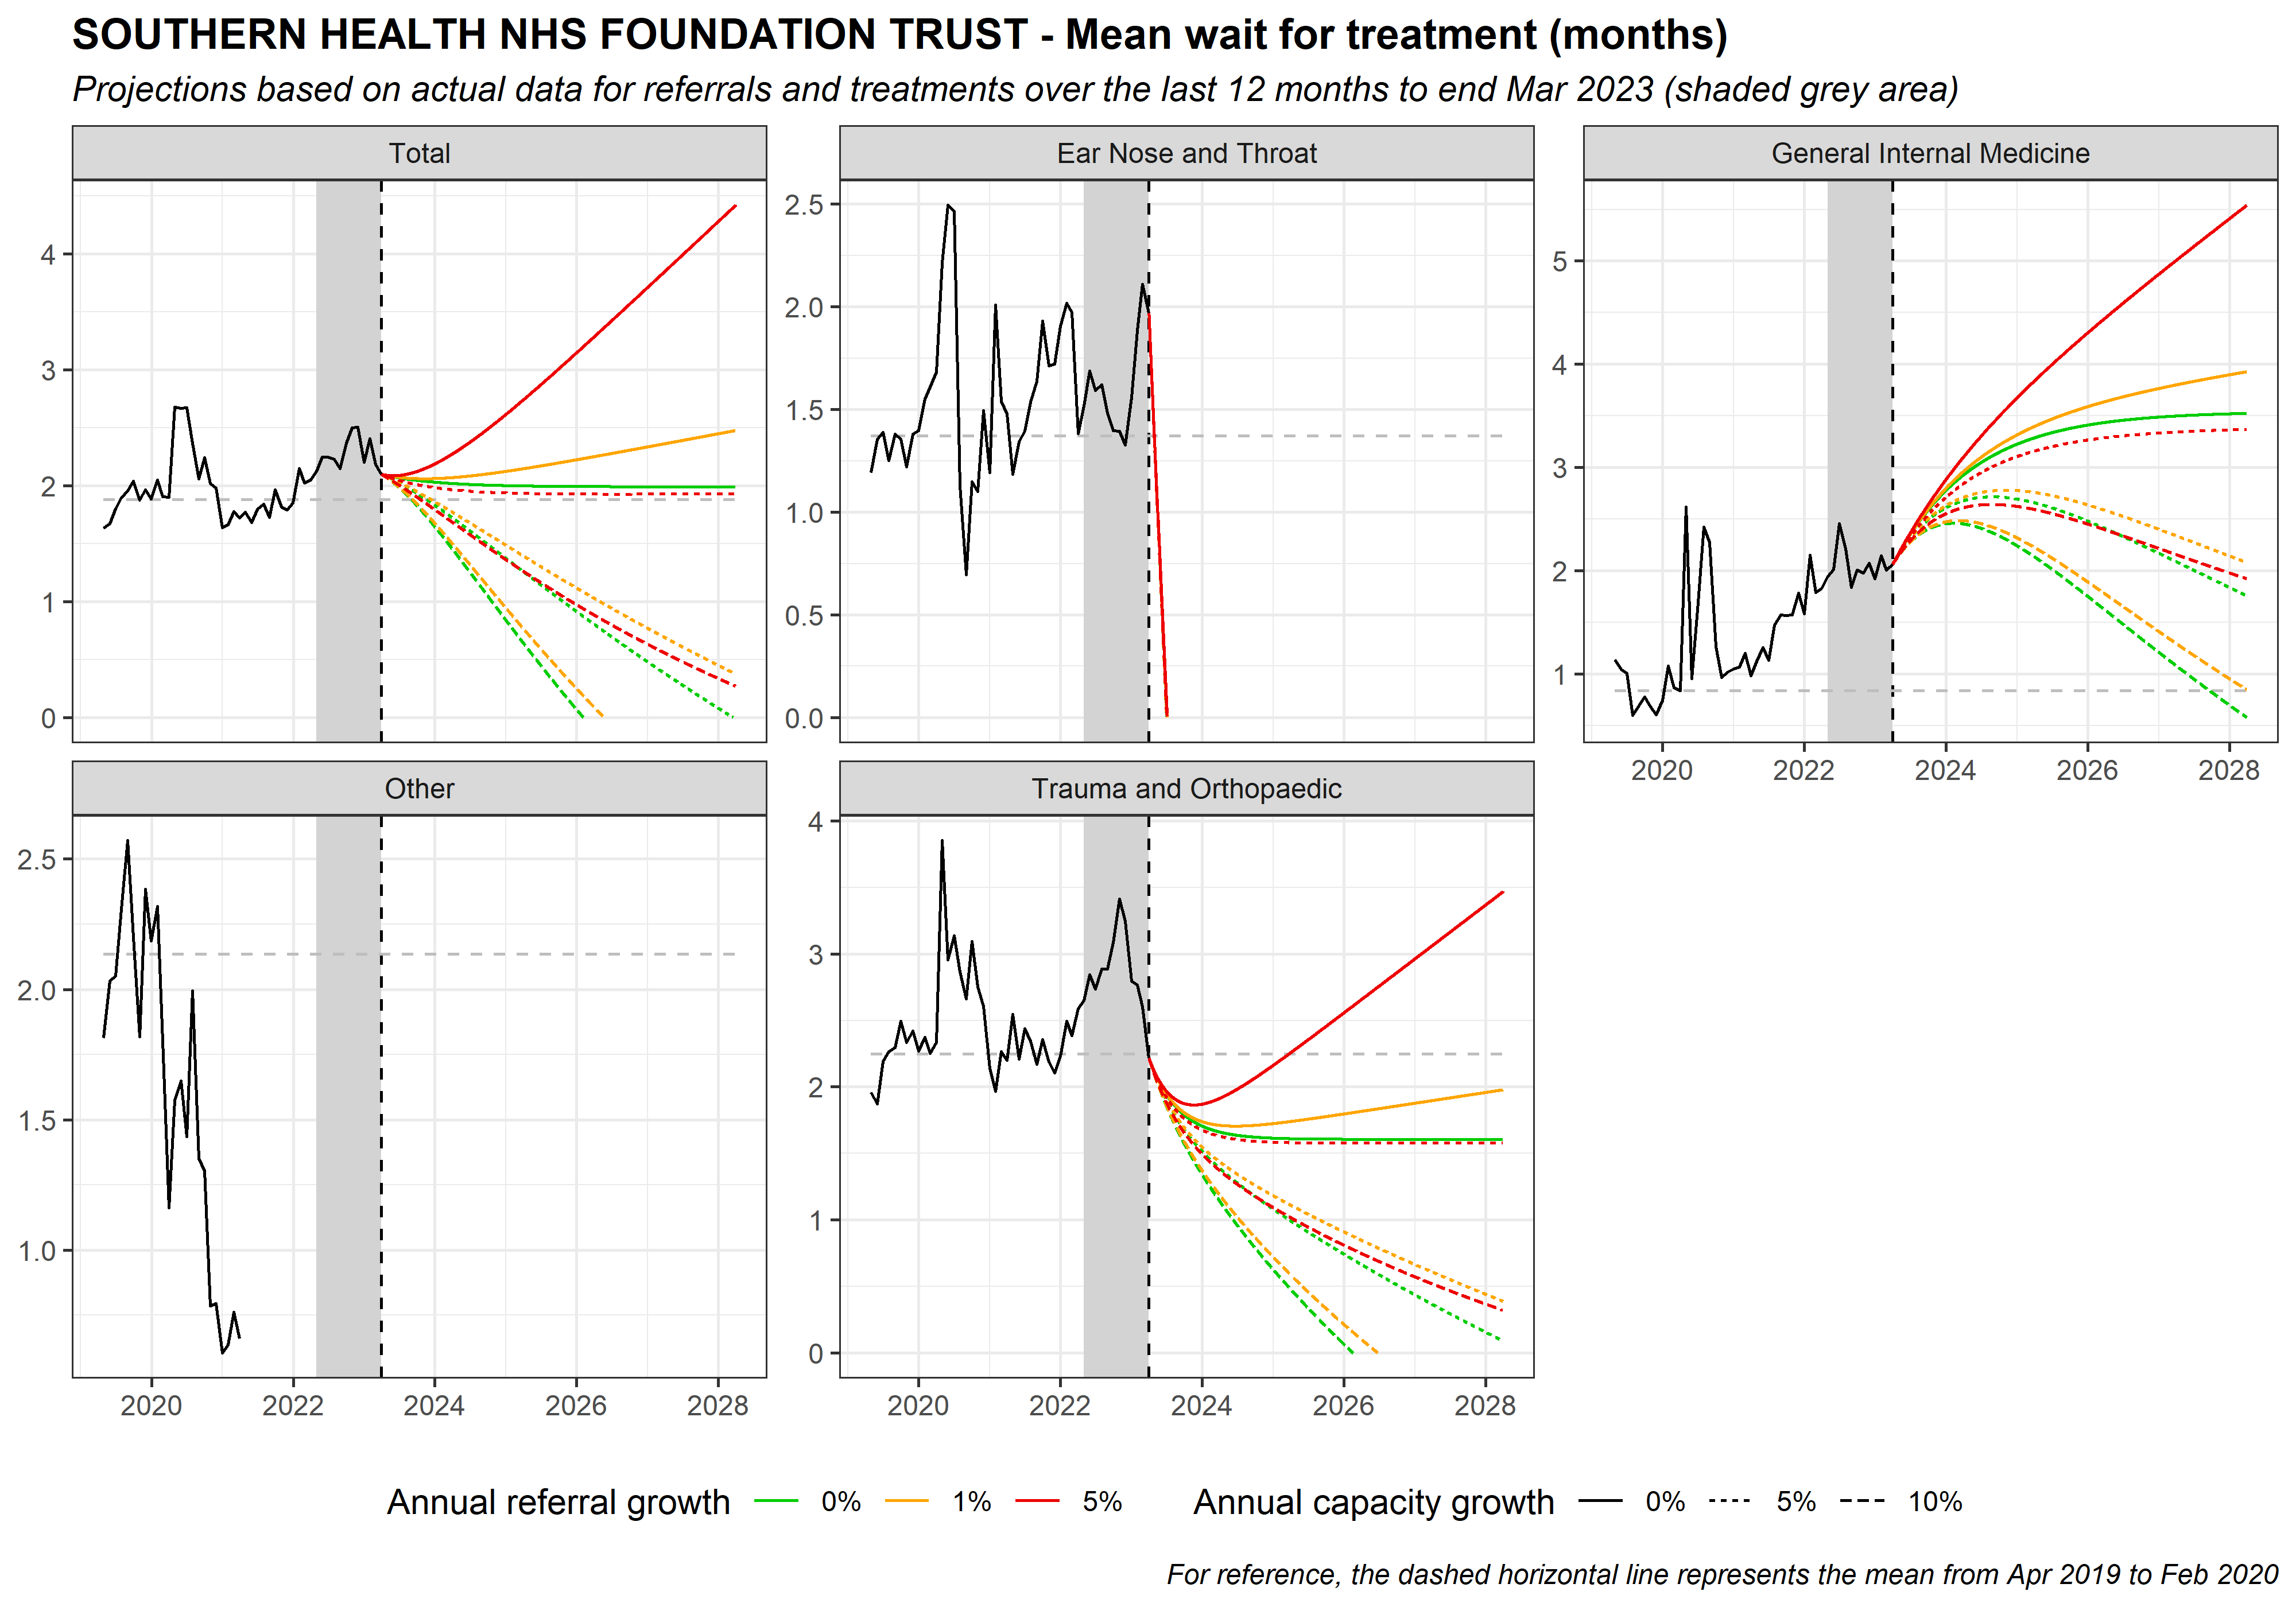 SOUTHERN HEALTH NHS FOUNDATION TRUST - Mean wait for treatment (months)
Projections based on actual data for referrals and treatments over the last 12 months to end Mar 2023 (shaded grey area)
Total
4
3
2
1
0
Ear Nose and Throat
2.5
2.0
1.5
1.0
0.5
0.0
General Internal Medicine
5
4
3
2
1
2020 2022 2024 2026 2028
Other
2.5
2.0
1.5
1.0
2020 2022 2024 2026 2028
Trauma and Orthopaedic
4
3
2
1
0
2020 2022 2024 2026 2028
Annual referral growth 0% 1% 5% Annual capacity growth 0% 5% 10%
For reference, the dashed horizontal line represents the mean from Apr 2019 to Feb 2020